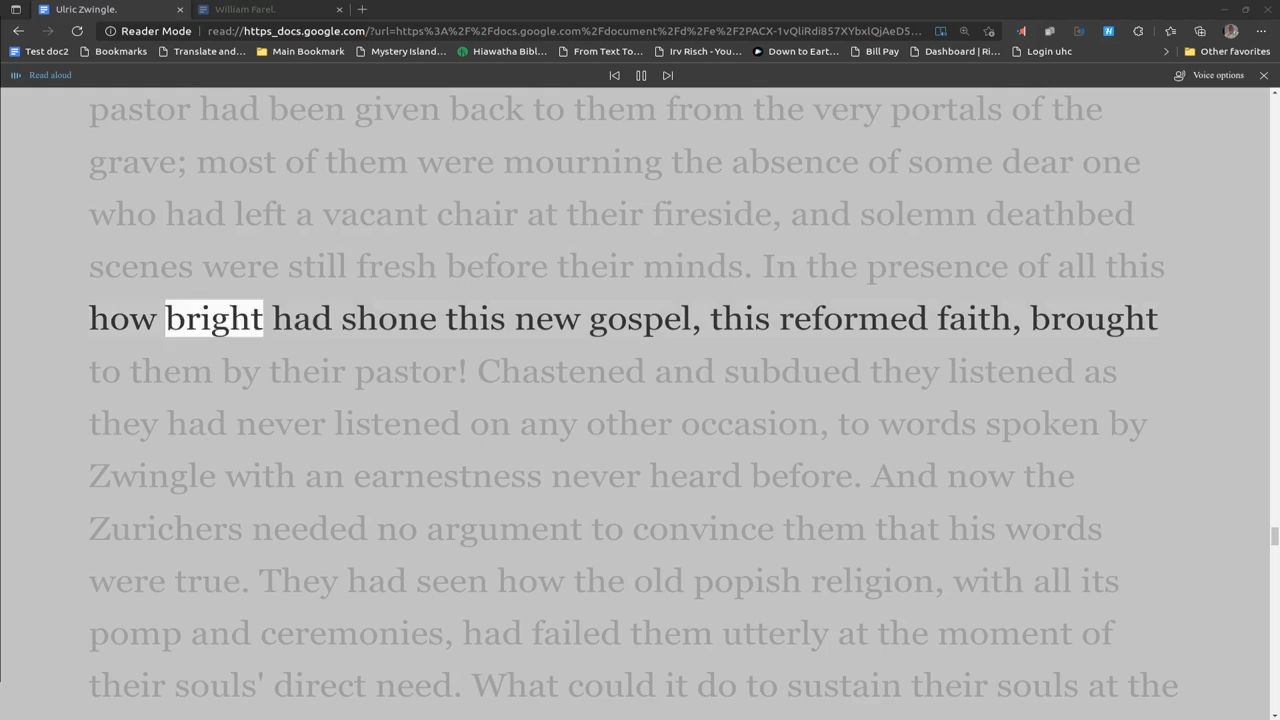 Ulric Zwingle.
William Farel.
Reader Mode
read://https_docs.google.com/?url=https%3A%2F%2Fdocs.google.com%2Fdocument%2Fd%2Fe%2F2PACX-1vQliRdi857XYbxlQjAeD5...
Test doc2
Bookmarks
Translate and...
Main Bookmark
Mystery Island...
Hiawatha Bibl...
From Text To...
Irv Risch - You...
Down to Eart...
Bill Pay
Dashboard | Ri...
Login uhc
Other favorites
Read aloud
Voice options
pastor had been given back to them from the very portals of the
grave; most of them were mourning the absence of some dear one
who had left a vacant chair at their fireside, and solemn deathbed
scenes were still fresh before their minds. In the presence of all this
how bright had shone this new gospel, this reformed faith, brought
to them by their pastor! Chastened and subdued they listened as
they had never listened on any other occasion, to words spoken by
Zwingle with an earnestness never heard before. And now the
Zurichers needed no argument to convince them that his words
were true. They had seen how the old popish religion, with all its
pomp and ceremonies, had failed them utterly at the moment of
their souls' direct need. What could it do to sustain their souls at the